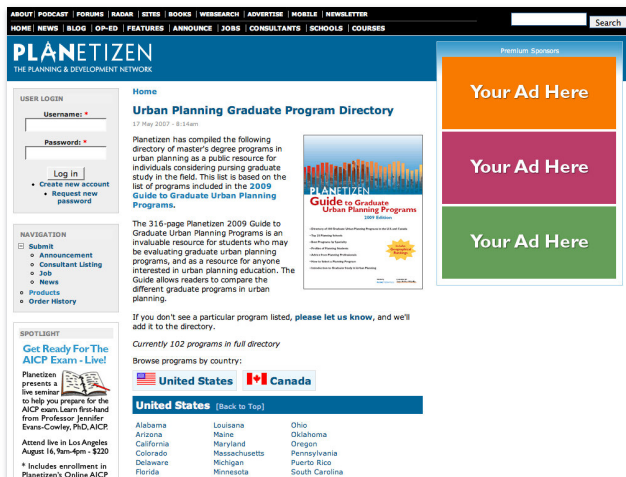 ABOUT | PODCAST | FORUMS | RADAR | SITES | BOOKS | WEBSEARCH | ADVERTISE | MOBILE | NEWSLETTER
HOME | NEWS | BLOG | OP-ED | FEATURES | ANNOUNCE | JOBS | CONSULTANTS | SCHOOLS | COURSES
Search
PLANETIZEN
THE PLANNING & DEVELOPMENT NETWORK
Premium Sponsors
Your Ad Here
Your Ad Here
Your Ad Here
USER LOGIN
Username: *
Password: *
Log in
Create new account
Request new
password
NAVIGATION
Submit
Announcement
Consultant Listing
Job
News
Products
Order History
SPOTLIGHT
Get Ready For The
AICP Exam - Live!
Planetizen
presents a
live seminar
to help you prepare for the
AICP exam. Learn first-hand
from Professor Jennifer
Evans-Cowley, PhD, AICP.
Attend live in Los Angeles
August 16, 9am-4pm - $220
* Includes enrollment in
Planetizen's Online AICP
Home
Urban Planning Graduate Program Directory
17 May 2007 - 8:14am
Planetizen has compiled the following
directory of master's degree programs in
urban planning as a public resource for
individuals considering pursing graduate
study in the field. This list is based on the
list of programs included in the 2009
Guide to Graduate Urban Planning
Programs.
The 316-page Planetizen 2009 Guide to
Graduate Urban Planning Programs is an
invaluable resource for students who may
be evaluating graduate urban planning
programs, and as a resource for anyone
interested in urban planning education. The
Guide allows readers to compare the
different graduate programs in urban
planning.
PLANETIZEN
Guide to Graduate
Urban Planning Programs
2009 Edition
If you don't see a particular program listed, please let us know, and we'll
add it to the directory.
Currently 102 programs in full directory
Browse programs by country:
United States
Canada
United States [Back to Top]
Alabama Louisana Ohio
Arizona Maine Oklahoma
California Maryland Oregon
Colorado Massachusetts Pennsylvania
Delaware Michigan Puerto Rico
Florida Minnesota South Carolina